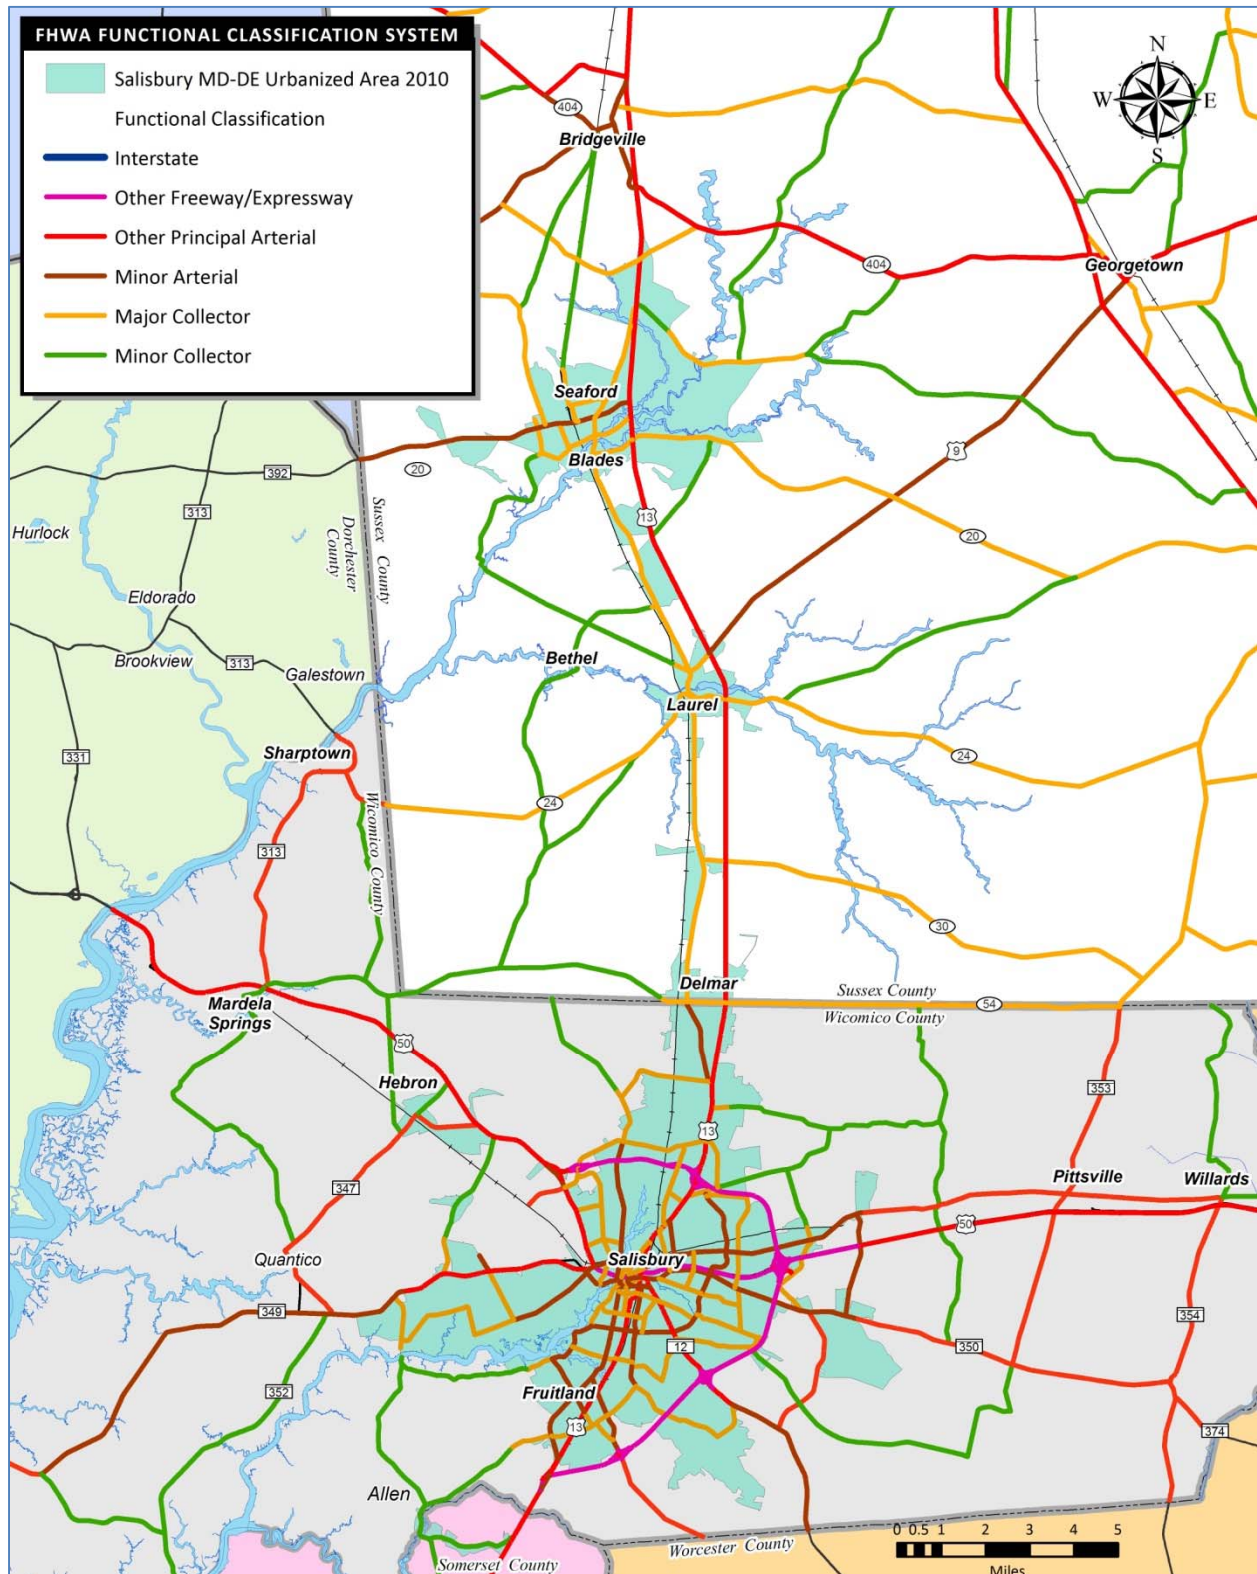 FHWA FUNCTIONAL CLASSIFICATION SYSTEM
Salisbury MD-DE Urbanized Area 2010
Functional Classification
Interstate
Other Freeway/Expressway
Other Principal Arterial
Minor Arterial
Major Collector
Minor Collector
N
W
E
S
404
Bridgeville
404
Georgetown
Seaford
Blades
9
392
20
313
13
20
Hurlock
Sussex County
Dorchester
County
Eldorado
Brookview
313
Galestown
Bethel
Laurel
Sharptown
331
24
24
Wicomico County
313
30
Delmar
Sussex County
54
Wicomico County
Mardela
Springs
50
Hebron
353
13
347
Pittsville
Willards
50
Quantico
Salisbury
349
354
12
350
352
Fruitland
13
374
Allen
0 0.5 1 2 3 4 5
Miles
Worcester County
Somerset County